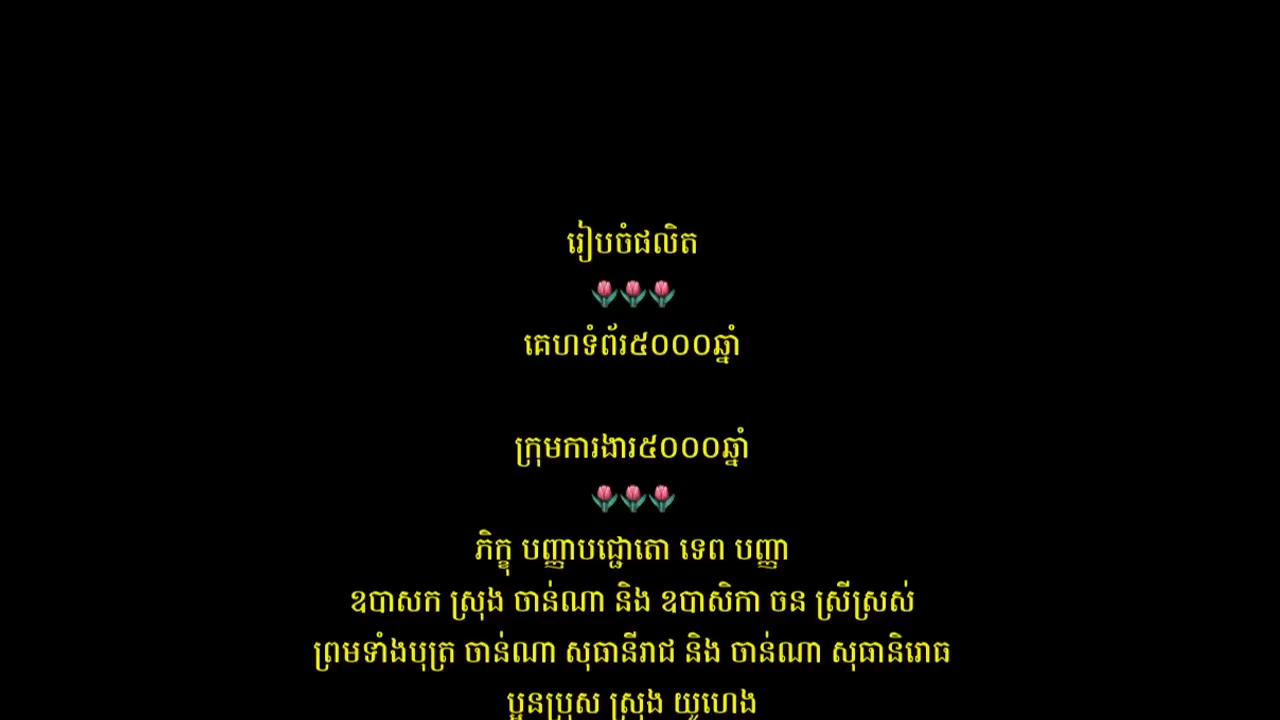 រៀបចំផលិត
🌷🌷🌷
គេហទំព័រ៥០០០ឆ្នាំ
ក្រុមការងារ៥០០០ឆ្នាំ
🌷🌷🌷
ភិក្ខុ បញ្ញាបជ្ជោតោ ទេព បញ្ញា
ឧបាសក ស្រុង ចាន់ណា និង ឧបាសិកា ចន ស្រីស្រស់
ព្រមទាំងបុត្រ ចាន់ណា សុធានីរាជ និង ចាន់ណា សុធានិរោធ
ប្អូនប្រុស ស្រុង យូហេង